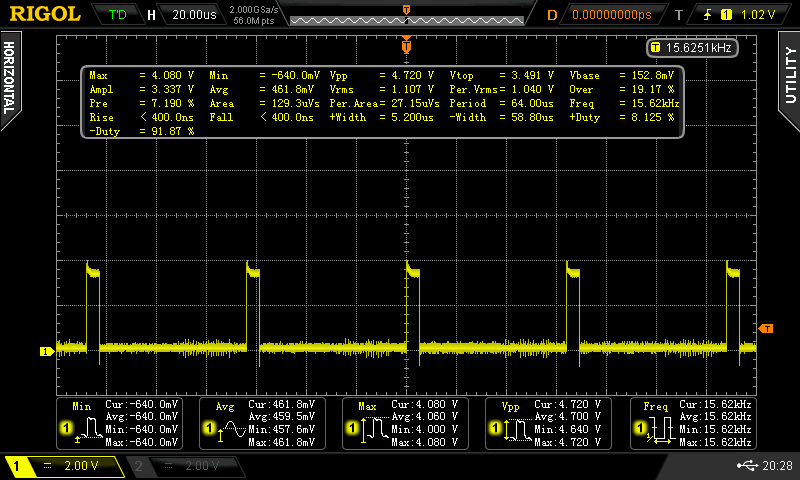 RIGOL T'D H 20.00us 2.000GSa/s 56.0M pts D 0.00000000ps T 1 1.02 V
HORIZONTAL
UTILITY
T
T 15.6251kHz
Max = 4.080 V Min = -640.0mV Vpp = 4.720 V Vtop = 3.491 V Vbase = 152.8mV
Ampl = 3.337 V Avg = 461.8mV Vrms = 1.107 V Per.Vrms= 1.040 V Over = 19.17 %
Pre = 7.190 % Area = 129.3uVs Per.Area= 27.15uVs Period = 64.00us Freq = 15.62kHz
Rise < 400.0ns Fall < 400.0ns +Width = 5.200us -Width = 58.80us +Duty = 8.125 %
-Duty = 91.87 %
T
1
Min Cur:-640.0mV Avg:-640.0mV Min:-640.0mV Max:-640.0mV
1
Avg Cur:461.8mV Avg:459.5mV Min:457.6mV Max:461.8mV
1
Max Cur:4.080 V Avg:4.060 V Min:4.000 V Max:4.080 V
1
Vpp Cur:4.720 V Avg:4.700 V Min:4.640 V Max:4.720 V
1
Freq Cur:15.62kHz Avg:15.62kHz Min:15.62kHz Max:15.62kHz
1
1 2.00 V 2 2.00 V 20:28